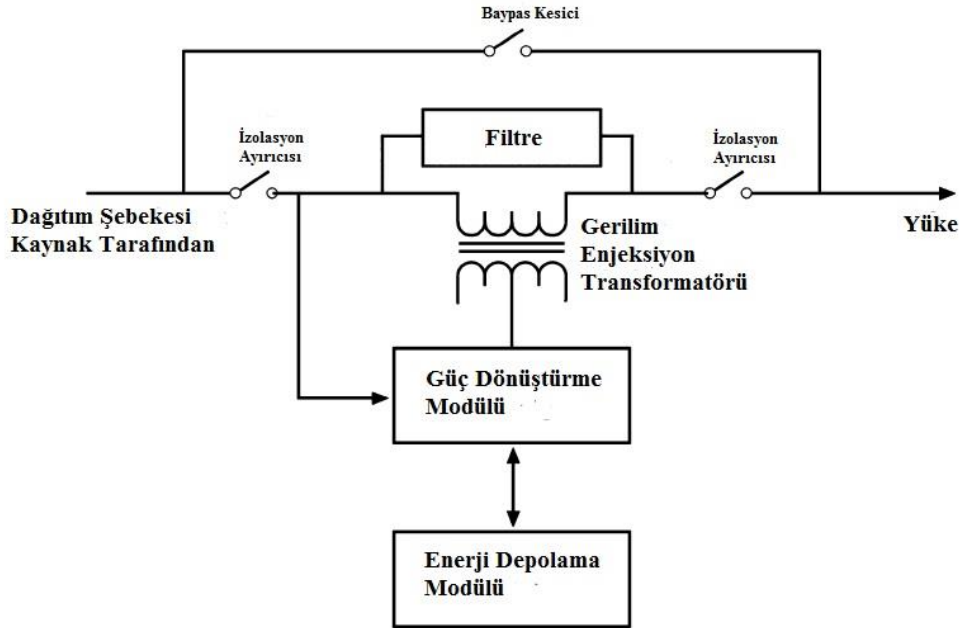 Baypas Kesici
İzolasyon
Ayırıcısı
Filtre
İzolasyon
Ayırıcısı
Dağıtım Şebekesi
Kaynak Tarafından
Gerilim
Enjeksiyon
Transformatörü
Yüke
Güç Dönüştürme
Modülü
Enerji Depolama
Modülü